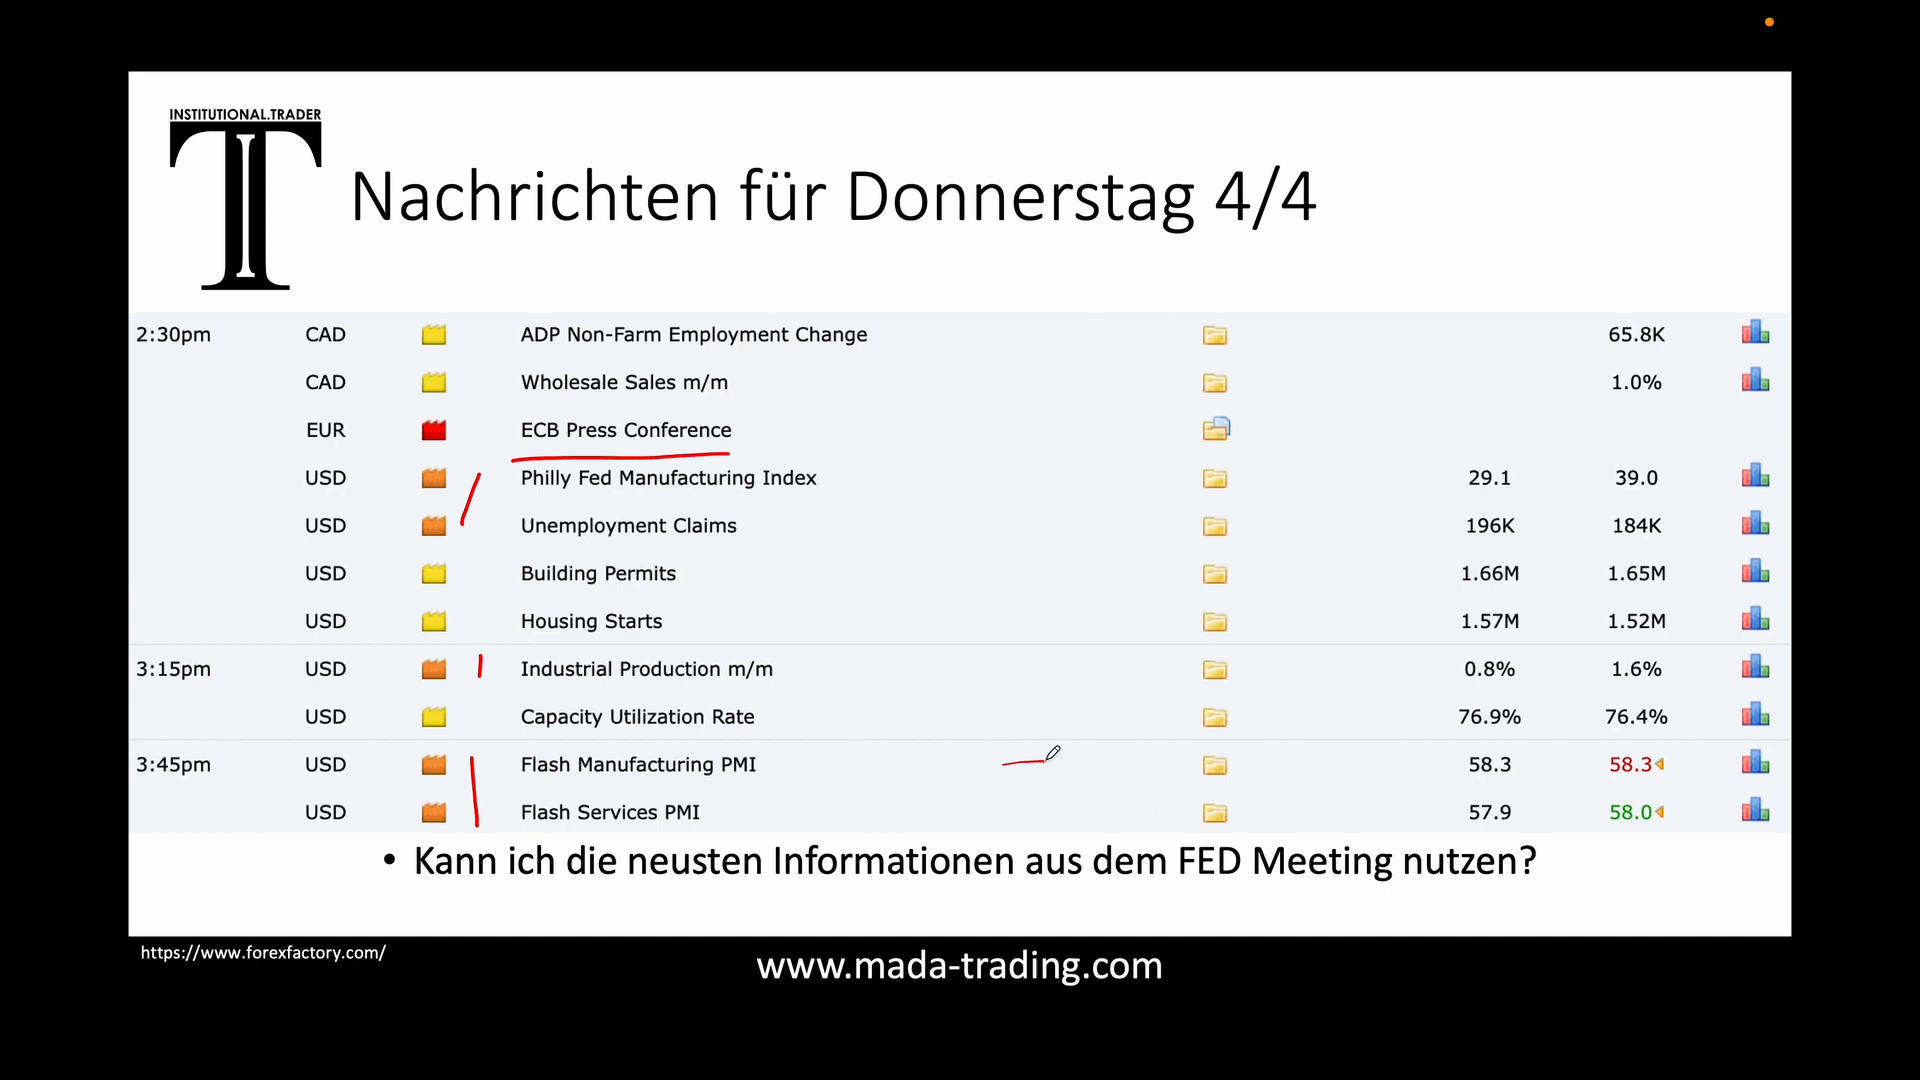 INSTITUTIONAL.TRADER
Nachrichten für Donnerstag 4/4
2:30pm CAD ADP Non-Farm Employment Change 65.8K
CAD Wholesale Sales m/m 1.0%
EUR ECB Press Conference
USD Philly Fed Manufacturing Index 29.1 39.0
USD Unemployment Claims 196K 184K
USD Building Permits 1.66M 1.65M
USD Housing Starts 1.57M 1.52M
3:15pm USD Industrial Production m/m 0.8% 1.6%
USD Capacity Utilization Rate 76.9% 76.4%
3:45pm USD Flash Manufacturing PMI 58.3 58.3
USD Flash Services PMI 57.9 58.0
• Kann ich die neusten Informationen aus dem FED Meeting nutzen?
https://www.forexfactory.com/
www.mada-trading.com